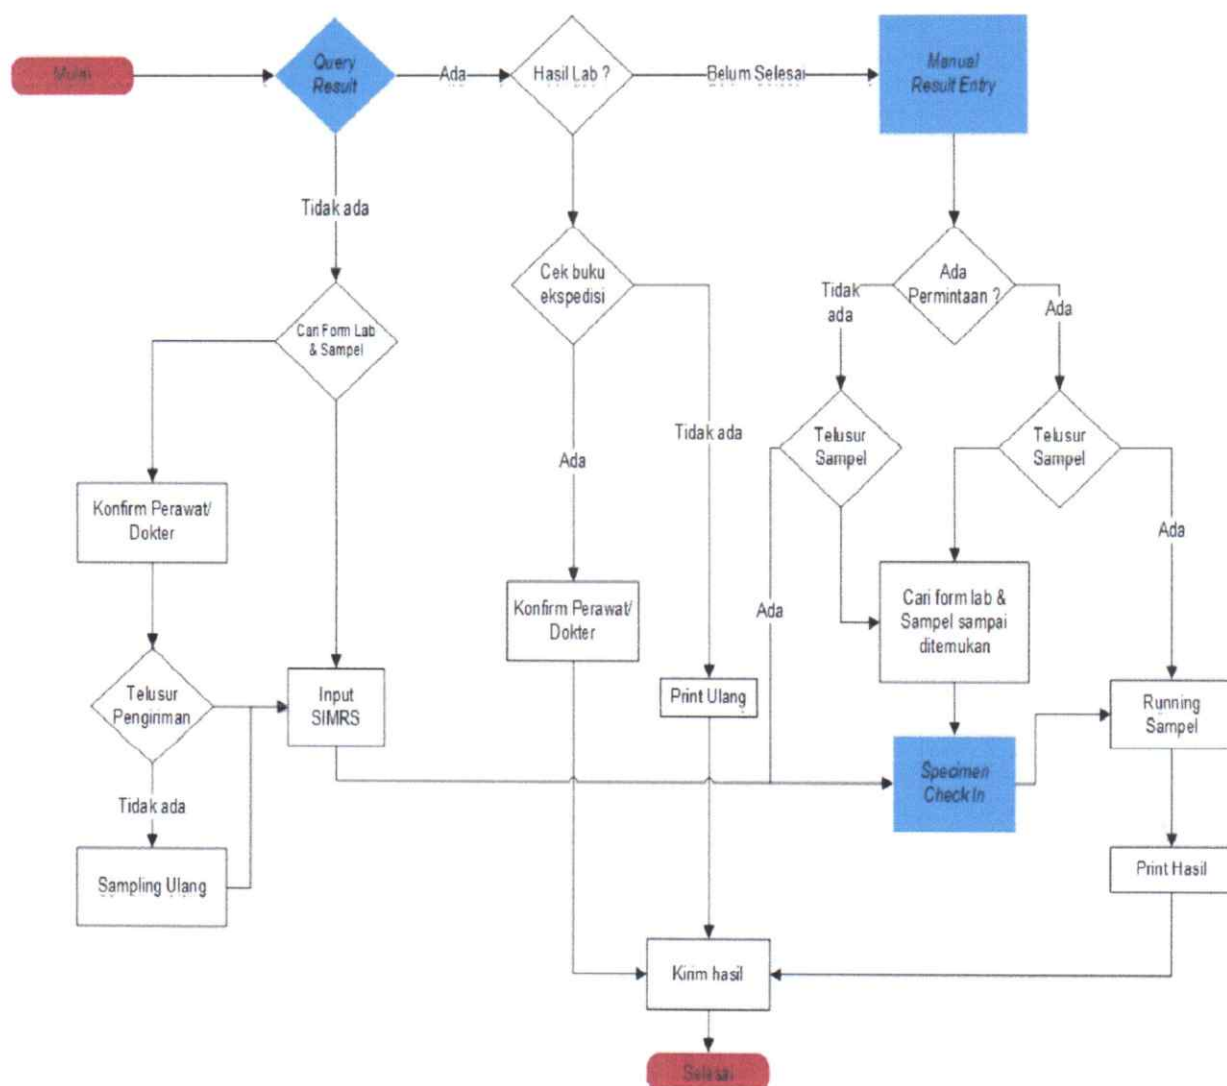 Mulai
Query
Result
Ada
Hasil Lab ?
Belum Selesai
Manual
Result Entry
Tidak ada
Cari Form Lab
& Sampel
Cek buku
ekspedisi
Ada
Permintaan ?
Tidak
ada
Ada
Konfirm Perawat/
Dokter
Ada
Tidak ada
Telusur
Sampel
Telusur
Sampel
Ada
Telusur
Pengiriman
Input
SIMRS
Konfirm Perawat/
Dokter
Print Ulang
Ada
Cari form lab &
Sampel sampai
ditemukan
Running
Sampel
Tidak ada
Sampling Ulang
Specimen
Check In
Print Hasil
Kirim hasil
Selesai